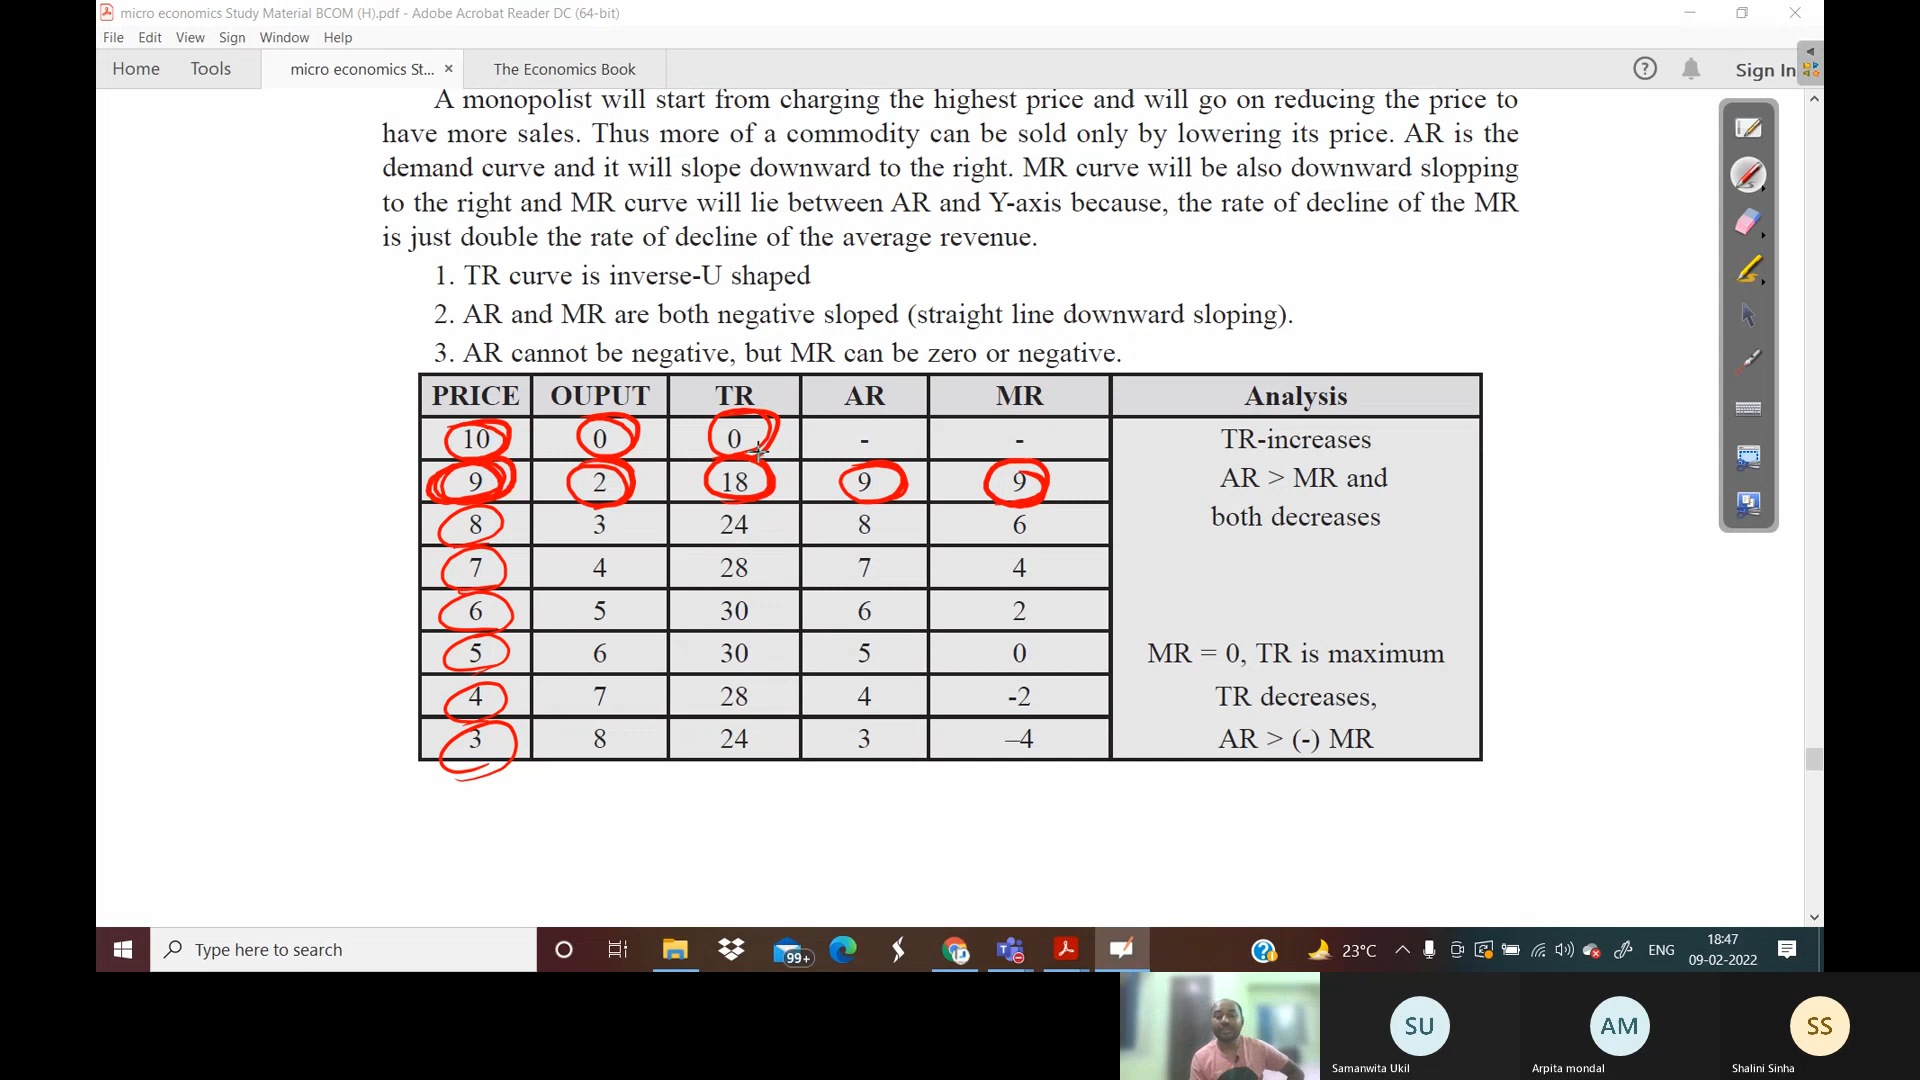 micro economics Study Material BCOM (H).pdf - Adobe Acrobat Reader DC (64-bit)
File Edit View Sign Window Help
Home Tools micro economics St... × The Economics Book Sign In
A monopolist will start from charging the highest price and will go on reducing the price to
have more sales. Thus more of a commodity can be sold only by lowering its price. AR is the
demand curve and it will slope downward to the right. MR curve will be also downward slopping
to the right and MR curve will lie between AR and Y-axis because, the rate of decline of the MR
is just double the rate of decline of the average revenue.
1. TR curve is inverse-U shaped
2. AR and MR are both negative sloped (straight line downward sloping).
3. AR cannot be negative, but MR can be zero or negative.
PRICE OUPUT TR AR MR Analysis
10 0 0 - - TR-increases
9 2 18 9 9 AR > MR and
8 3 24 8 6 both decreases
7 4 28 7 4
6 5 30 6 2
5 6 30 5 0 MR = 0, TR is maximum
4 7 28 4 -2 TR decreases,
3 8 24 3 –4 AR > (-) MR
Type here to search 99+ 23°C ENG 18:47
09-02-2022
SU AM SS
Samanwita Ukil Arpita mondal Shalini Sinha